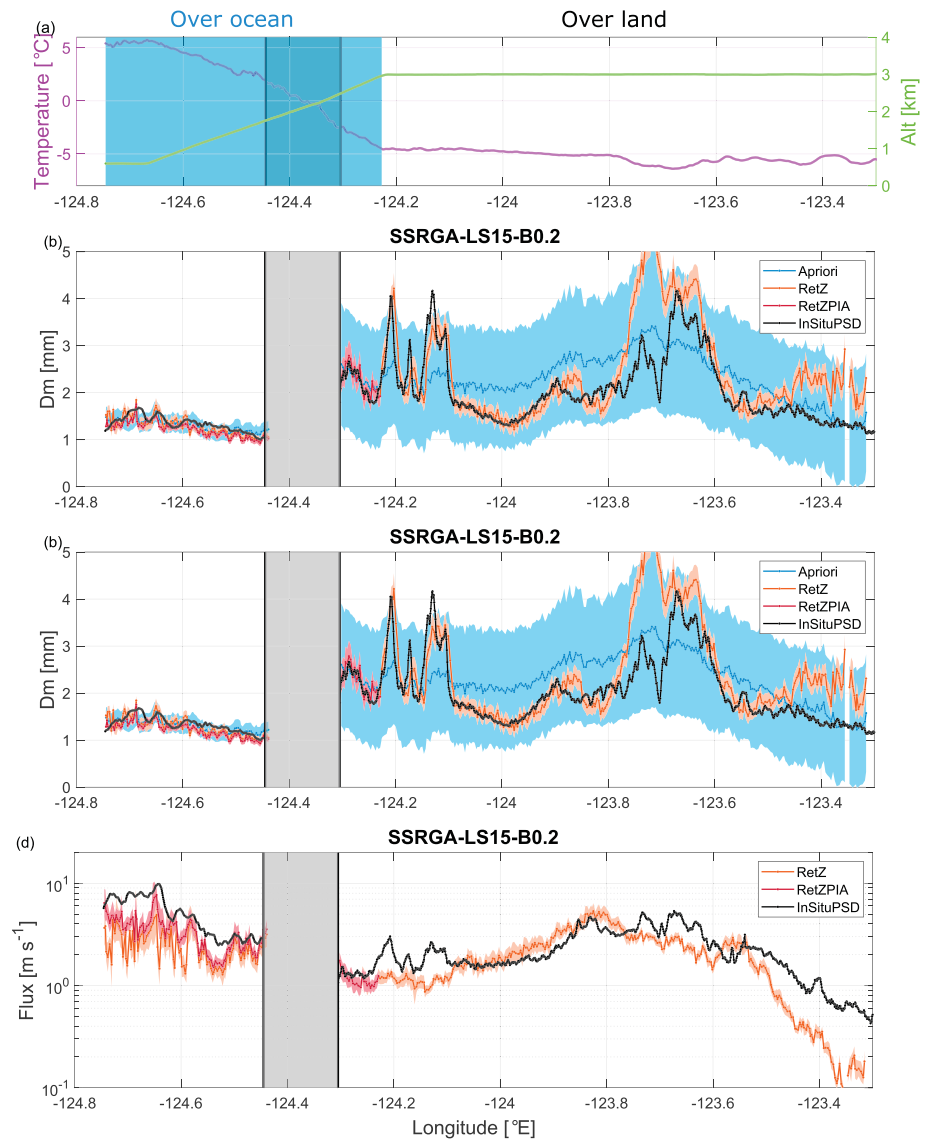 Over ocean
Over land
(a)
Temperature [°C]
5
0
-5
4
3
2
1
0
Alt [km]
-124.8
-124.6
-124.4
-124.2
-124
-123.8
-123.6
-123.4
(b)
SSRGA-LS15-B0.2
Dm [mm]
5
4
3
2
1
0
Apriori
RetZ
RetZPIA
InSituPSD
-124.8
-124.6
-124.4
-124.2
-124
-123.8
-123.6
-123.4
(b)
SSRGA-LS15-B0.2
Dm [mm]
5
4
3
2
1
0
Apriori
RetZ
RetZPIA
InSituPSD
-124.8
-124.6
-124.4
-124.2
-124
-123.8
-123.6
-123.4
(d)
SSRGA-LS15-B0.2
Flux [m s⁻¹]
10¹
10⁰
10⁻¹
RetZ
RetZPIA
InSituPSD
-124.8
-124.6
-124.4
-124.2
-124
-123.8
-123.6
-123.4
Longitude [°E]